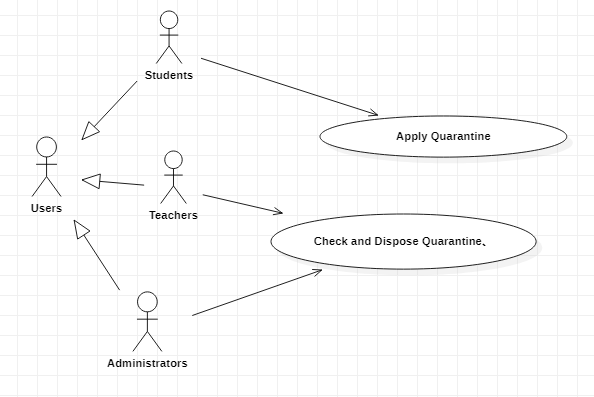 Students
Apply Quarantine
Users
Teachers
Check and Dispose Quarantine、
Administrators